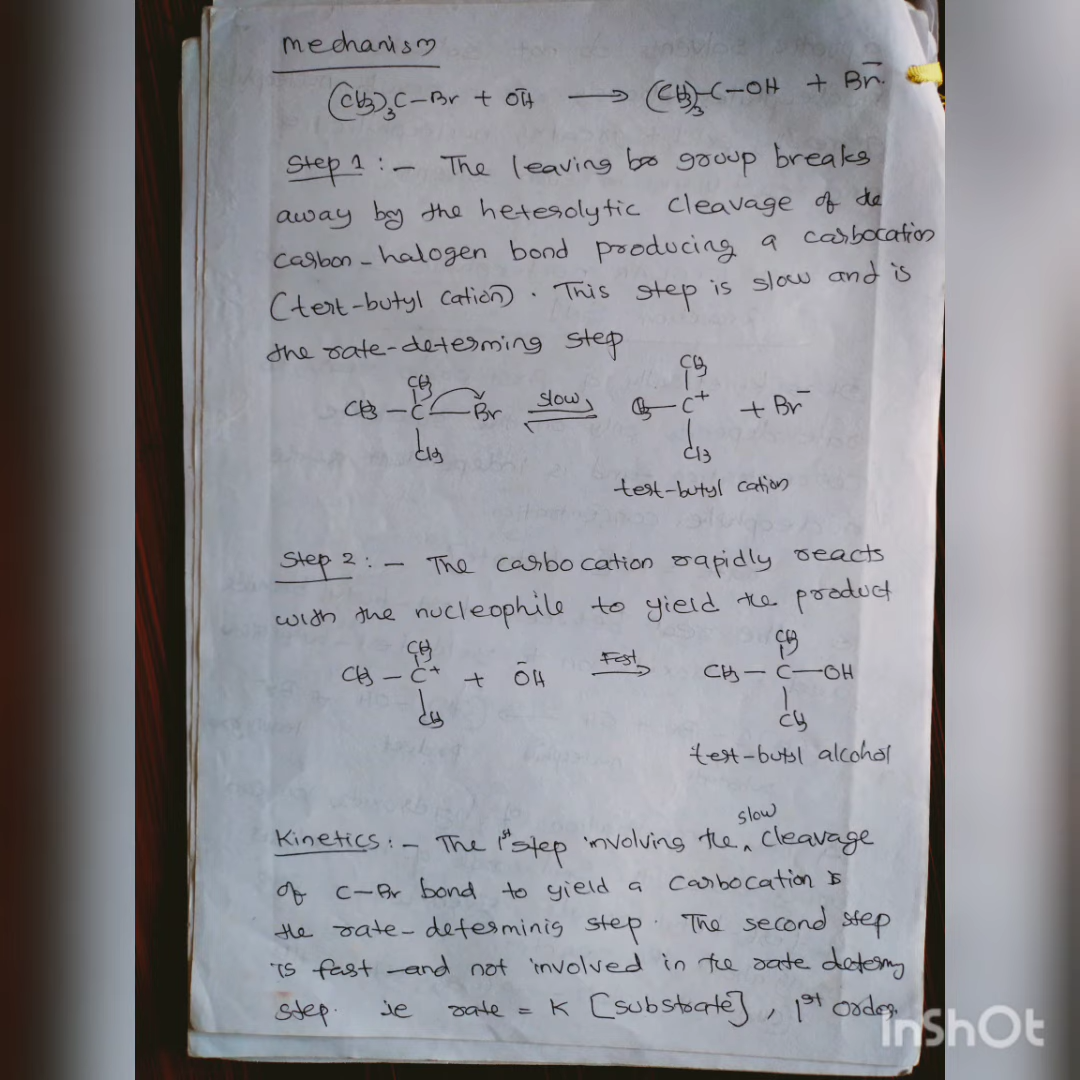 mechanism
(CH3)3C-Br + ŌH → (CH3)3-C-OH + Br̄
Step 1 :- The leaving bo group breaks
away by the heterolytic cleavage of the
carbon-halogen bond producing a carbocation
(tert-butyl cation). This step is slow and is
the rate-determing step
CH3 CH3
CH3 - C - Br slow CH3 - C+ + Br̄
CH3 CH3
tert-butyl cation
Step 2 :- The carbocation rapidly reacts
with the nucleophile to yield the product
CH3 CH3
CH3 - C+ + ŌH Fast CH3 - C - OH
CH3 CH3
tert-butyl alcohol
Kinetics :- The 1st step involving the slow cleavage
of C-Br bond to yield a carbocation is
the rate-determinig step. The second step
is fast and not involved in the rate
step. ie rate = K [substrate], 1st order.
InShOt